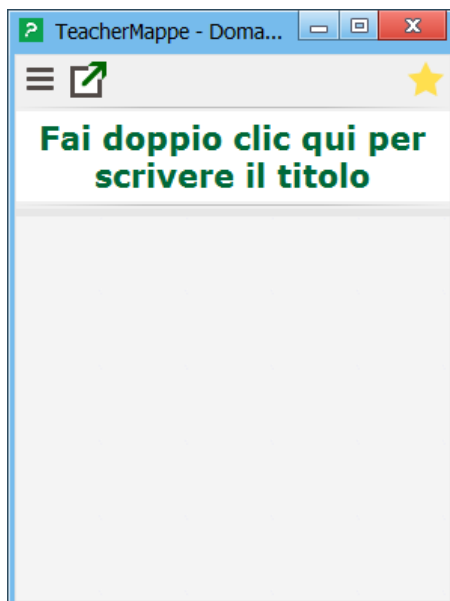 TeacherMappe - Doma...
Fai doppio clic qui per
scrivere il titolo